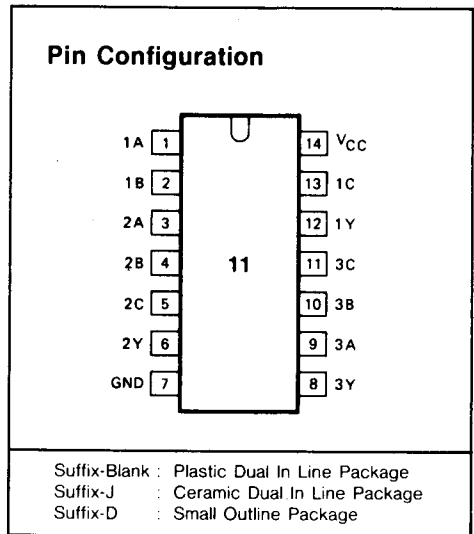 Pin Configuration
1A 1 14 VCC
1B 2 13 1C
2A 3 12 1Y
2B 4 11 11 3C
2C 5 10 3B
2Y 6 9 3A
GND 7 8 3Y
Suffix-Blank : Plastic Dual In Line Package
Suffix-J : Ceramic Dual In Line Package
Suffix-D : Small Outline Package